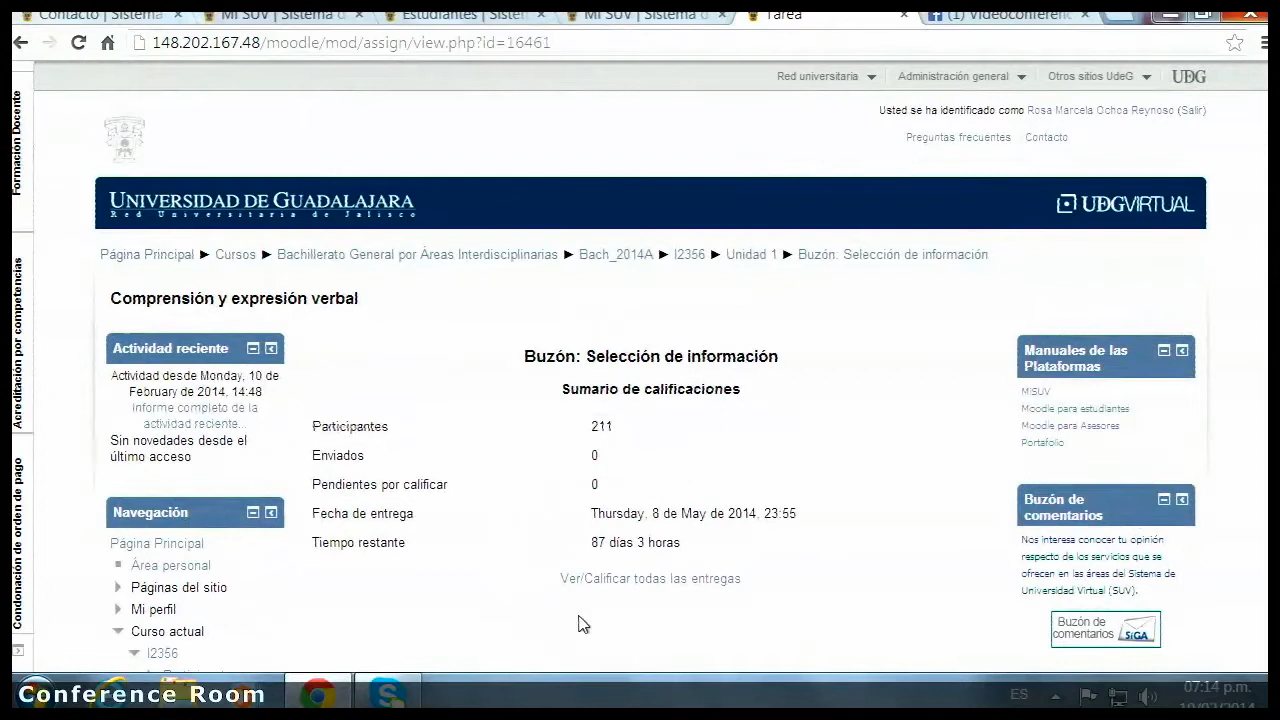 Contacto | Sistema
Mi SUV | Sistema d
Estudiantes | Sistem
Mi SUV | Sistema d
Tarea
(1) Videoconferenc
148.202.167.48/moodle/mod/assign/view.php?id=16461
Red universitaria
Administración general
Otros sitios UdeG
UDG
Usted se ha identificado como Rosa Marcela Ochoa Reynoso (Salir)
Preguntas frecuentes
Contacto
UNIVERSIDAD DE GUADALAJARA
Red Universitaria de Jalisco
UDGVIRTUAL
Página Principal ► Cursos ► Bachillerato General por Áreas Interdisciplinarias ► Bach_2014A ► I2356 ► Unidad 1 ► Buzón: Selección de información
Comprensión y expresión verbal
Formación Docente
Acreditación por competencias
Condonación de orden de pago
Actividad reciente
Actividad desde Monday, 10 de
February de 2014, 14:48
Informe completo de la
actividad reciente...
Sin novedades desde el
último acceso
Navegación
Página Principal
Área personal
Páginas del sitio
Mi perfil
Curso actual
I2356
Buzón: Selección de información
Sumario de calificaciones
Participantes 211
Enviados 0
Pendientes por calificar 0
Fecha de entrega Thursday, 8 de May de 2014, 23:55
Tiempo restante 87 días 3 horas
Ver/Calificar todas las entregas
Manuales de las
Plataformas
MISUV
Moodle para estudiantes
Moodle para Asesores
Portafolio
Buzón de
comentarios
Nos interesa conocer tu opinión
respecto de los servicios que se
ofrecen en las áreas del Sistema de
Universidad Virtual (SUV).
Buzón de
comentarios
SiGA
Conference Room
ES
07:14 p.m.